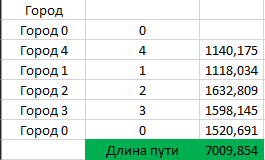 Город
Город 0 0
Город 4 4 1140,175
Город 1 1 1118,034
Город 2 2 1632,809
Город 3 3 1598,145
Город 0 0 1520,691
Длина пути 7009,854